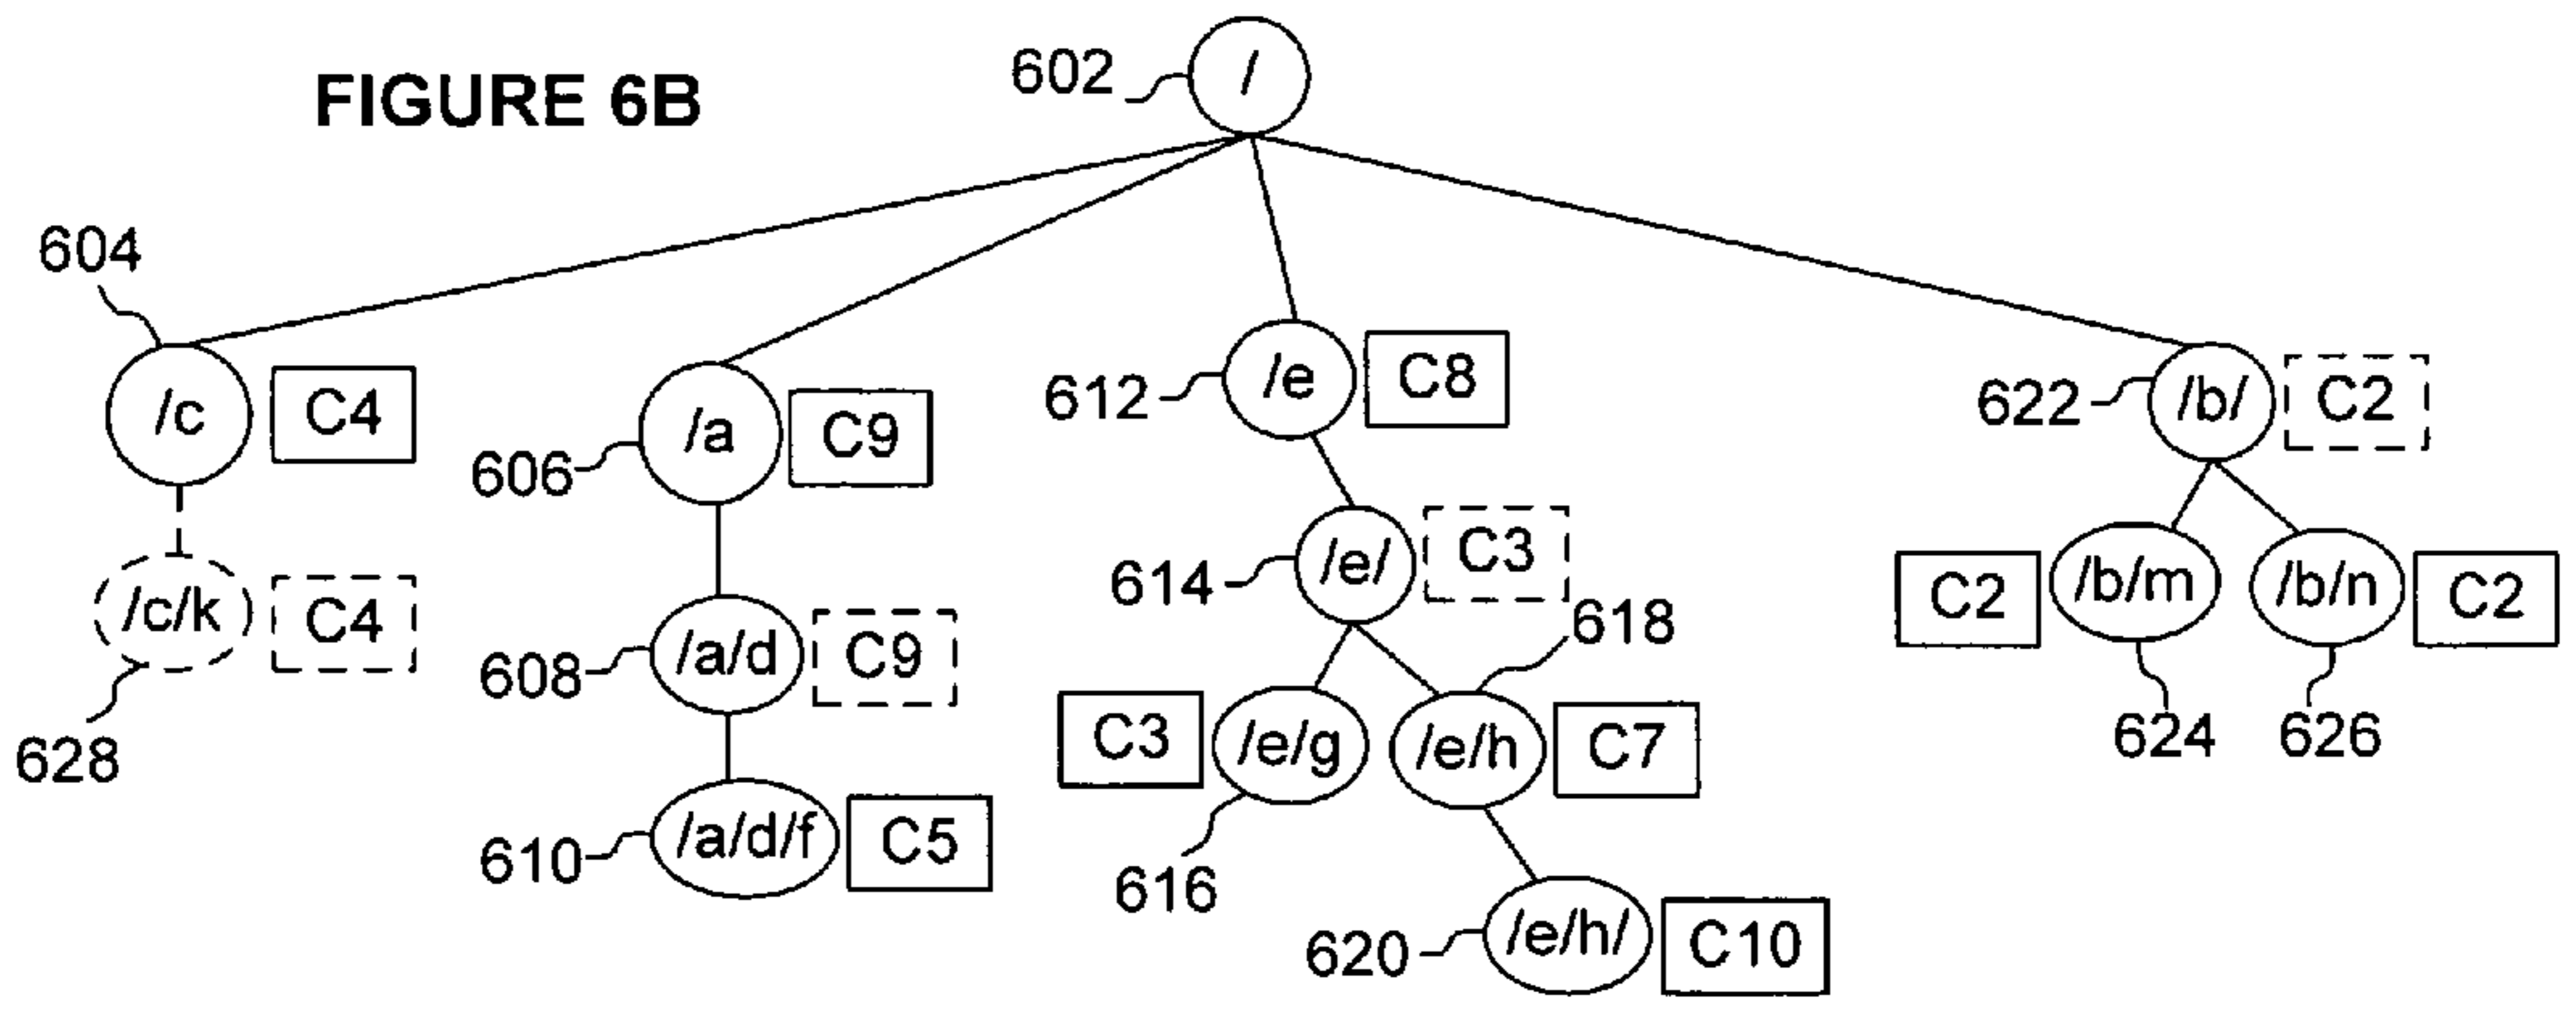 FIGURE 6B
602 /
604
/c C4
606 /a C9
612 /e C8
622 /b/ C2
/c/k C4
628
608 /a/d C9
614 /e/ C3
618
C2 /b/m /b/n C2
624 626
610 /a/d/f C5
C3 /e/g /e/h C7
616
620 /e/h/ C10